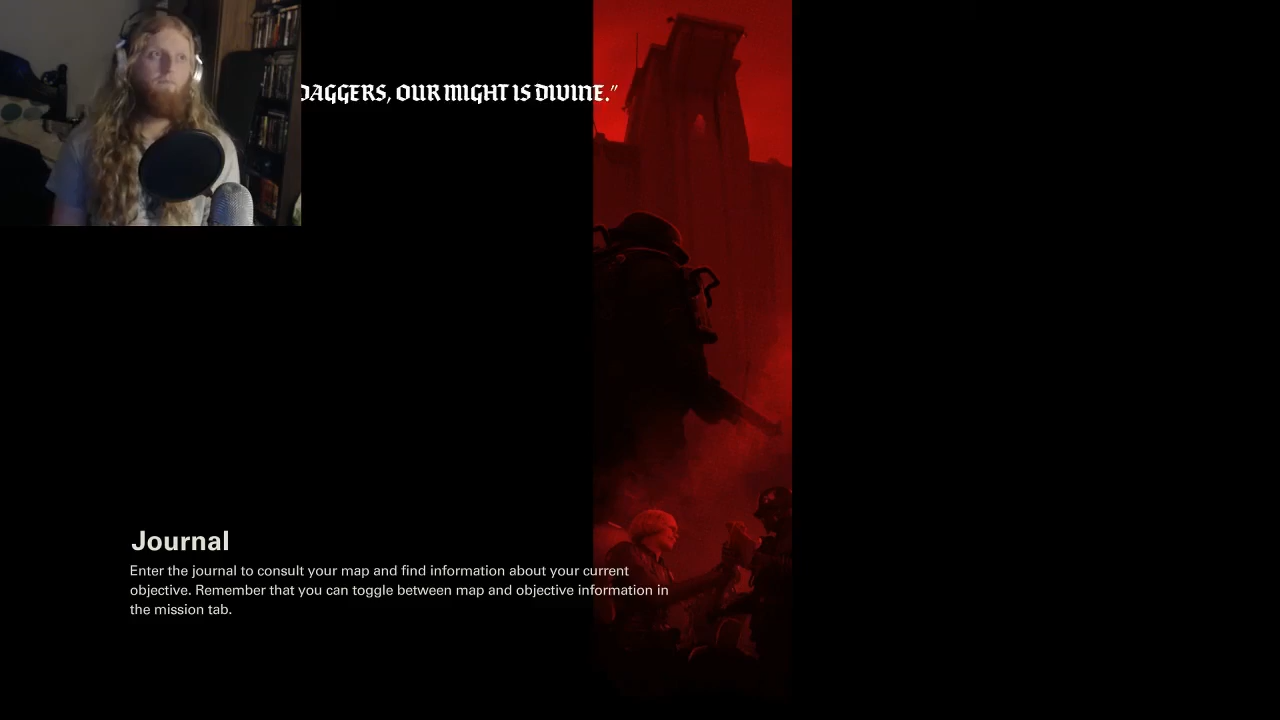 DAGGERS, OUR MIGHT IS DIVINE.”
Journal
Enter the journal to consult your map and find information about your current
objective. Remember that you can toggle between map and objective information in
the mission tab.